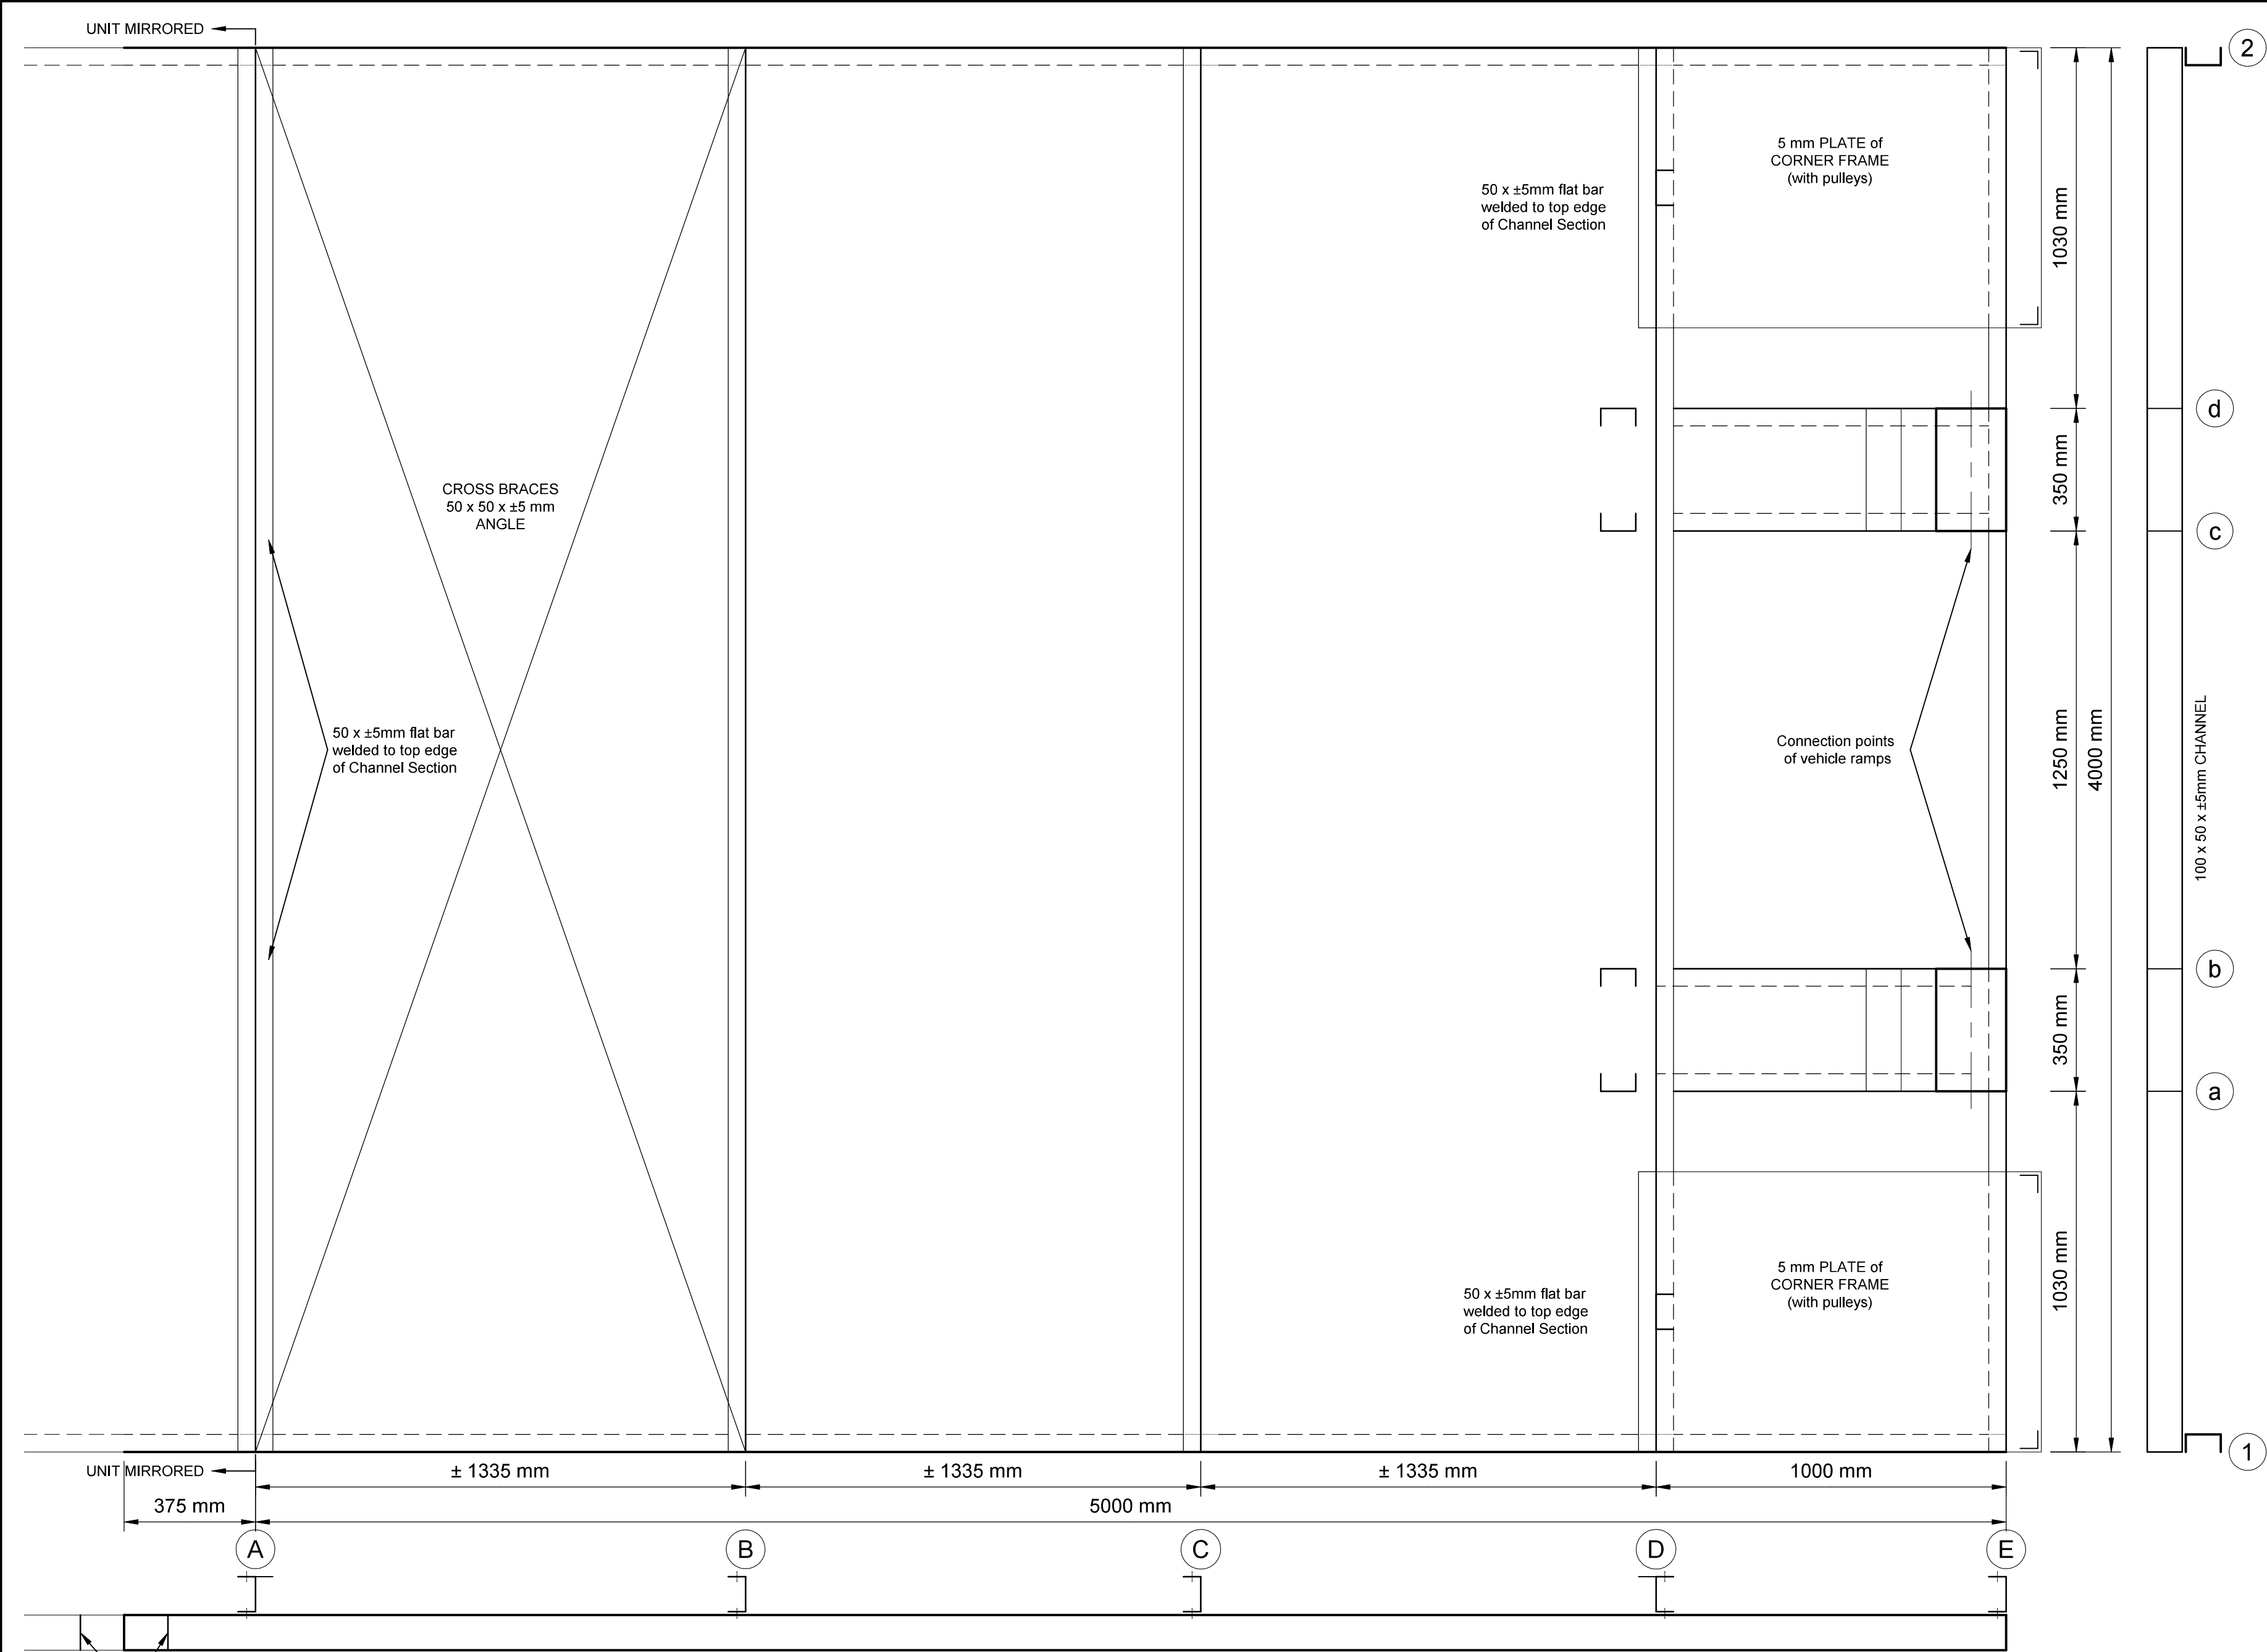 UNIT MIRRORED
2
5 mm PLATE of
CORNER FRAME
(with pulleys)
50 x ±5mm flat bar
welded to top edge
of Channel Section
1030 mm
d
350 mm
CROSS BRACES
50 x 50 x ±5 mm
ANGLE
c
50 x ±5mm flat bar
welded to top edge
of Channel Section
Connection points
of vehicle ramps
1250 mm
4000 mm
100 x 50 x ±5mm CHANNEL
b
350 mm
a
50 x ±5mm flat bar
welded to top edge
of Channel Section
5 mm PLATE of
CORNER FRAME
(with pulleys)
1030 mm
1
UNIT MIRRORED
± 1335 mm
± 1335 mm
± 1335 mm
1000 mm
375 mm
5000 mm
A
B
C
D
E